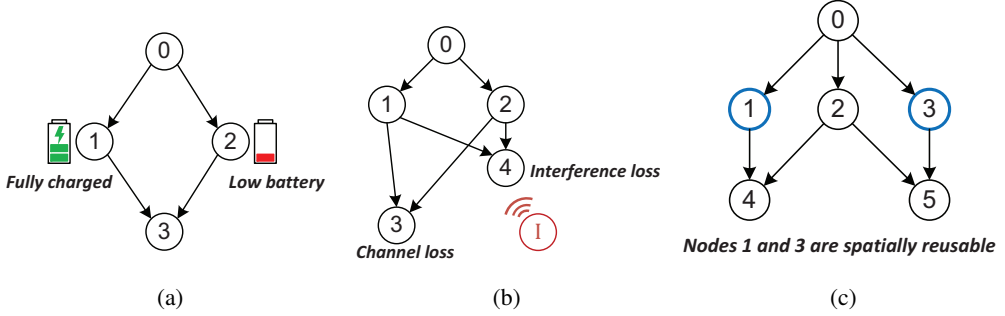 0
1
2
Fully charged
Low battery
3
(a)
0
1
2
4
Interference loss
3
I
Channel loss
(b)
0
1
2
3
4
5
Nodes 1 and 3 are spatially reusable
(c)